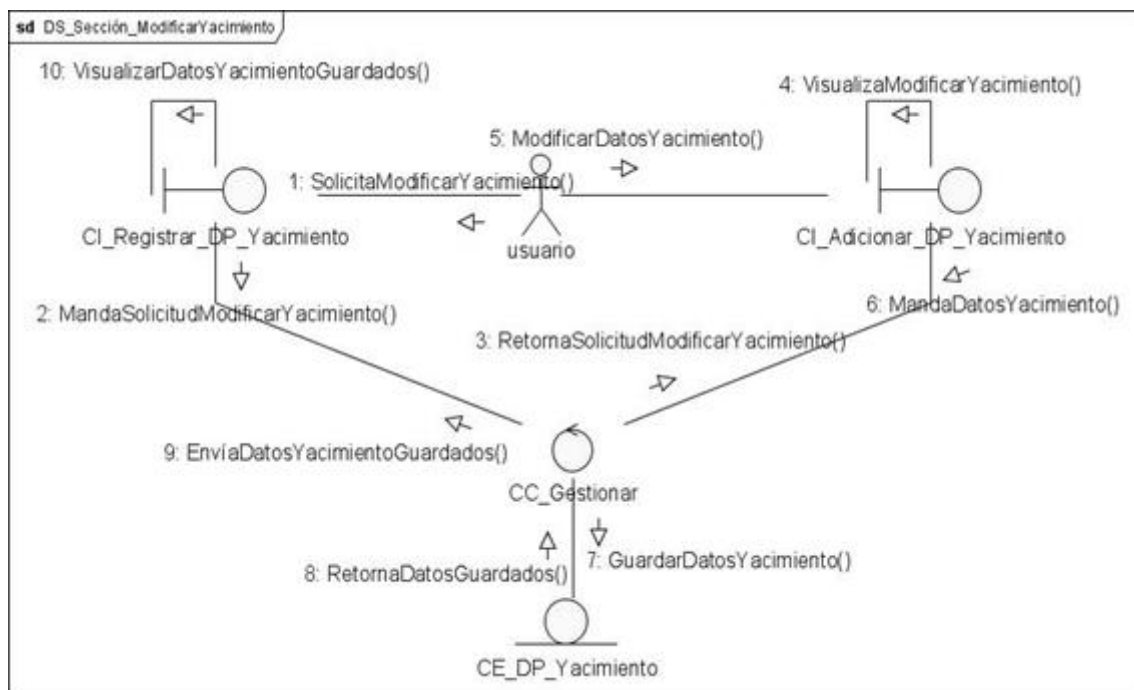 sd DS_Sección_ModificarYacimiento
10: VisualizarDatosYacimientoGuardados()
4: VisualizaModificarYacimiento()
5: ModificarDatosYacimiento()
1: SolicitaModificarYacimiento()
CI_Registrar_DP_Yacimiento
usuario
CI_Adicionar_DP_Yacimiento
2: MandaSolicitudModificarYacimiento()
6: MandaDatosYacimiento()
3: RetornaSolicitudModificarYacimiento()
9: EnvíaDatosYacimientoGuardados()
CC_Gestionar
8: RetornaDatosGuardados()
7: GuardarDatosYacimiento()
CE_DP_Yacimiento